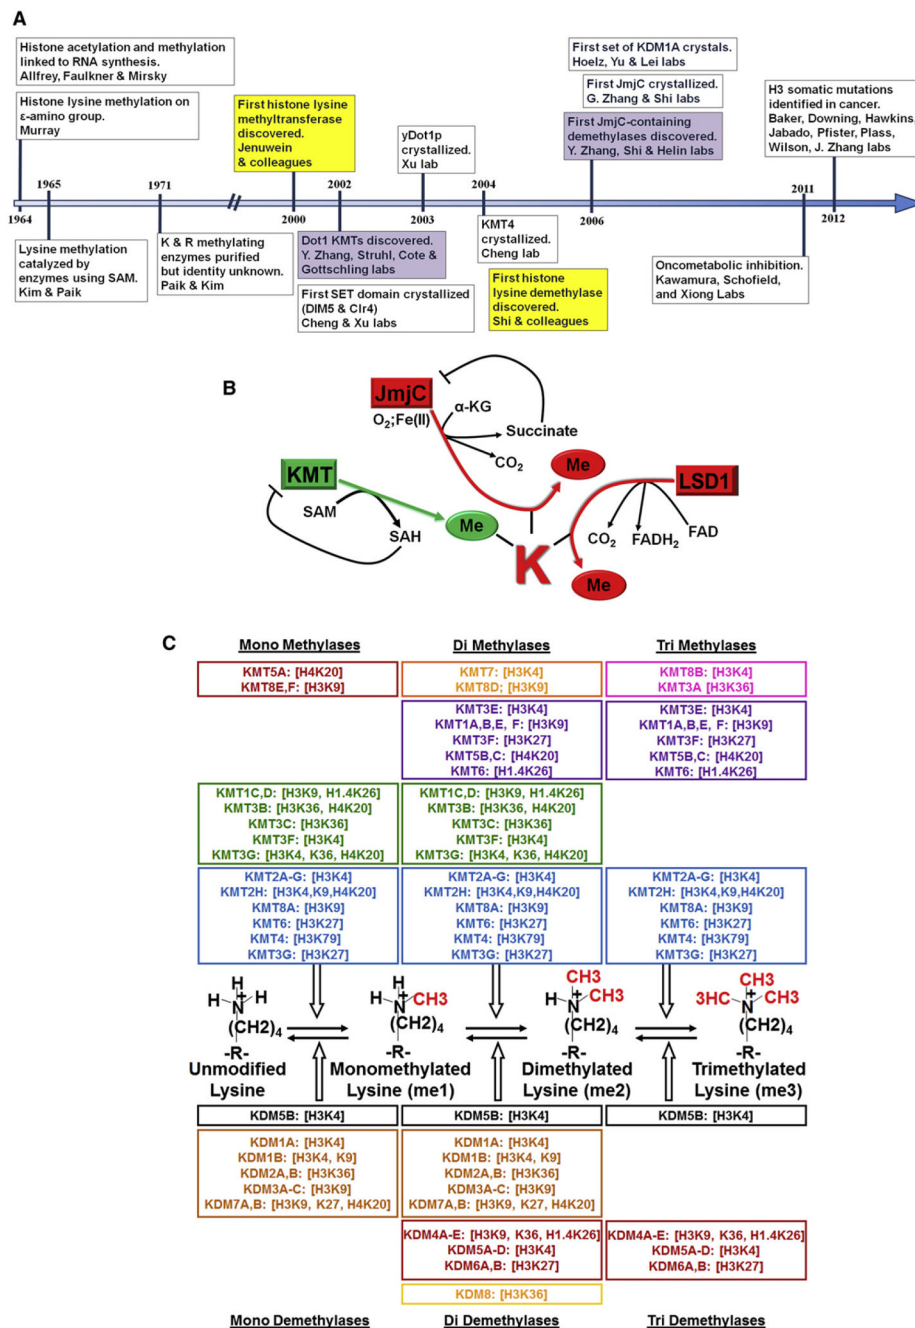 A
Histone acetylation and methylation
linked to RNA synthesis.
Allfrey, Faulkner & Mirsky
Histone lysine methylation on
ε-amino group.
Murray
First histone lysine
methyltransferase
discovered.
Jenuwein
& colleagues
yDot1p
crystallized.
Xu lab
First set of KDM1A crystals.
Hoelz, Yu & Lei labs
First JmjC crystallized.
G. Zhang & Shi labs
First JmjC-containing
demethylases discovered.
Y. Zhang, Shi & Helin labs
H3 somatic mutations
identified in cancer.
Baker, Downing, Hawkins,
Jabado, Pfister, Plass,
Wilson, J. Zhang labs
1965
1971
2002
2004
2011
1964
2000
2003
2006
2012
Lysine methylation
catalyzed by
enzymes using SAM.
Kim & Paik
K & R methylating
enzymes purified
but identity unknown.
Paik & Kim
Dot1 KMTs discovered.
Y. Zhang, Struhl, Cote &
Gottschling labs
First SET domain crystallized
(DIM5 & Clr4)
Cheng & Xu labs
KMT4
crystallized.
Cheng lab
First histone
lysine demethylase
discovered.
Shi & colleagues
Oncometabolic inhibition.
Kawamura, Schofield,
and Xiong Labs
B
JmjC
O2;Fe(II)
α-KG
Succinate
CO2
KMT
SAM
SAH
Me
Me
K
LSD1
CO2
FADH2
FAD
Me
C
Mono Methylases
Di Methylases
Tri Methylases
KMT5A: [H4K20]
KMT8E,F: [H3K9]
KMT7: [H3K4]
KMT8D; [H3K9]
KMT8B: [H3K4]
KMT3A [H3K36]
KMT3E: [H3K4]
KMT1A,B,E, F: [H3K9]
KMT3F: [H3K27]
KMT5B,C: [H4K20]
KMT6: [H1.4K26]
KMT3E: [H3K4]
KMT1A,B,E, F: [H3K9]
KMT3F: [H3K27]
KMT5B,C: [H4K20]
KMT6: [H1.4K26]
KMT1C,D: [H3K9, H1.4K26]
KMT3B: [H3K36, H4K20]
KMT3C: [H3K36]
KMT3F: [H3K4]
KMT3G: [H3K4, K36, H4K20]
KMT1C,D: [H3K9, H1.4K26]
KMT3B: [H3K36, H4K20]
KMT3C: [H3K36]
KMT3F: [H3K4]
KMT3G: [H3K4, K36, H4K20]
KMT2A-G: [H3K4]
KMT2H: [H3K4,K9,H4K20]
KMT8A: [H3K9]
KMT6: [H3K27]
KMT4: [H3K79]
KMT3G: [H3K27]
KMT2A-G: [H3K4]
KMT2H: [H3K4,K9,H4K20]
KMT8A: [H3K9]
KMT6: [H3K27]
KMT4: [H3K79]
KMT3G: [H3K27]
KMT2A-G: [H3K4]
KMT2H: [H3K4,K9,H4K20]
KMT8A: [H3K9]
KMT6: [H3K27]
KMT4: [H3K79]
KMT3G: [H3K27]
H
H N+ H
(CH2)4
-R-
Unmodified
Lysine
H
H N+ CH3
(CH2)4
-R-
Monomethylated
Lysine (me1)
CH3
H N+ CH3
(CH2)4
-R-
Dimethylated
Lysine (me2)
CH3
3HC N+ CH3
(CH2)4
-R-
Trimethylated
Lysine (me3)
KDM5B: [H3K4]
KDM5B: [H3K4]
KDM5B: [H3K4]
KDM1A: [H3K4]
KDM1B: [H3K4, K9]
KDM2A,B: [H3K36]
KDM3A-C: [H3K9]
KDM7A,B: [H3K9, K27, H4K20]
KDM1A: [H3K4]
KDM1B: [H3K4, K9]
KDM2A,B: [H3K36]
KDM3A-C: [H3K9]
KDM7A,B: [H3K9, K27, H4K20]
KDM4A-E: [H3K9, K36, H1.4K26]
KDM5A-D: [H3K4]
KDM6A,B: [H3K27]
KDM4A-E: [H3K9, K36, H1.4K26]
KDM5A-D: [H3K4]
KDM6A,B: [H3K27]
KDM8: [H3K36]
Mono Demethylases
Di Demethylases
Tri Demethylases